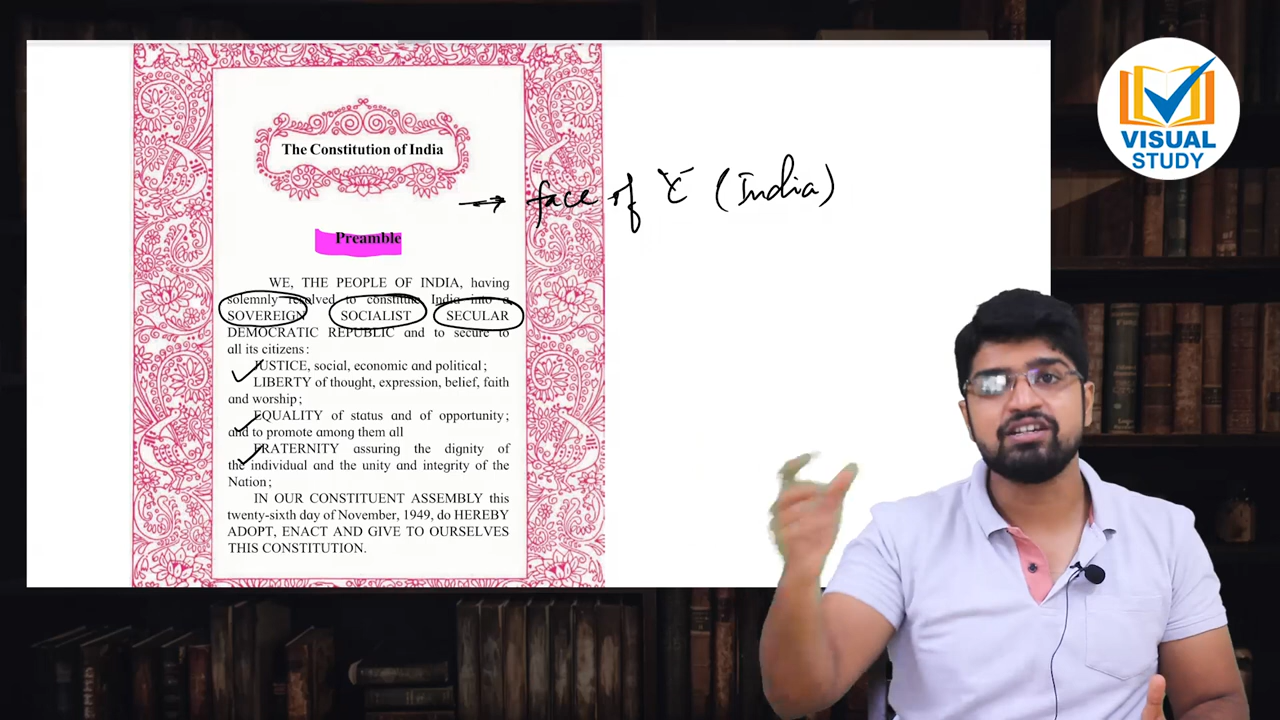 The Constitution of India
face of (India)
Preamble
WE, THE PEOPLE OF INDIA, having
solemnly resolved to constitute India into a
SOVEREIGN SOCIALIST SECULAR
DEMOCRATIC REPUBLIC and to secure to
all its citizens:
JUSTICE, social, economic and political;
LIBERTY of thought, expression, belief, faith
and worship;
EQUALITY of status and of opportunity;
and to promote among them all
FRATERNITY assuring the dignity of
the individual and the unity and integrity of the
Nation;
IN OUR CONSTITUENT ASSEMBLY this
twenty-sixth day of November, 1949, do HEREBY
ADOPT, ENACT AND GIVE TO OURSELVES
THIS CONSTITUTION.
VISUAL
STUDY